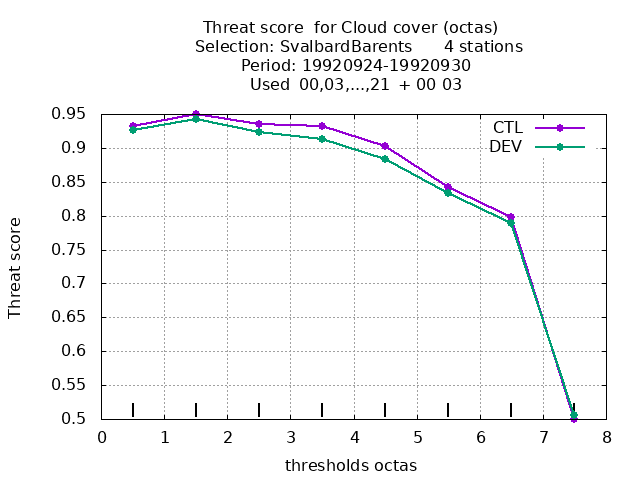 Threat score  for Cloud cover (octas)
Selection: SvalbardBarents      4 stations
Period: 19920924-19920930
Used  00,03,...,21  + 00 03
CTL
DEV
0.95
0.9
0.85
0.8
0.75
0.7
0.65
0.6
0.55
0.5
Threat score
0 1 2 3 4 5 6 7 8
thresholds octas